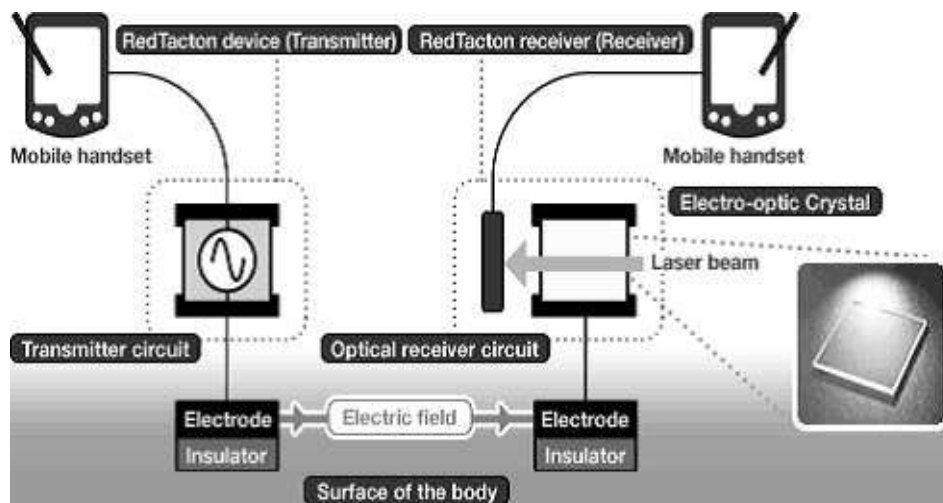 RedTacton device (Transmitter)
RedTacton receiver (Receiver)
Mobile handset
Mobile handset
Electro-optic Crystal
Laser beam
Transmitter circuit
Optical receiver circuit
Electrode
Electric field
Electrode
Insulator
Insulator
Surface of the body